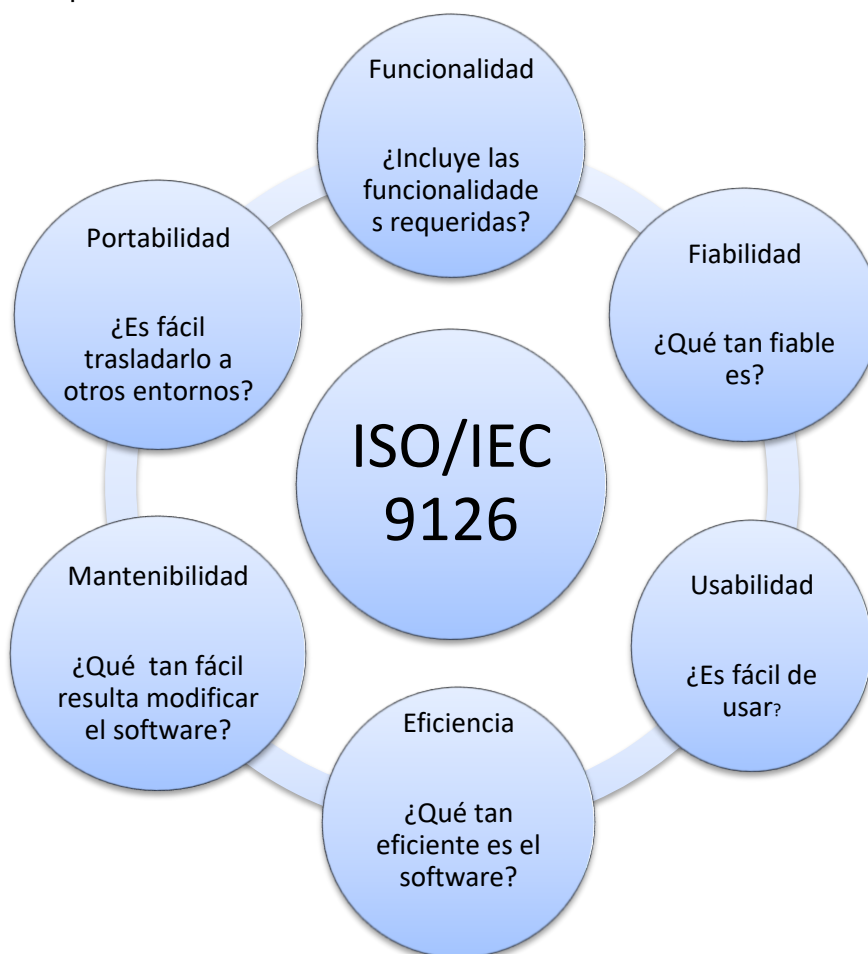 Funcionalidad
¿Incluye las
funcionalidade
s requeridas?
Fiabilidad
¿Qué tan fiable
es?
Usabilidad
¿Es fácil de
usar?
Eficiencia
¿Qué tan
eficiente es el
software?
Mantenibilidad
¿Qué  tan fácil
resulta modificar
el software?
Portabilidad
¿Es fácil
trasladarlo a
otros entornos?
ISO/IEC
9126